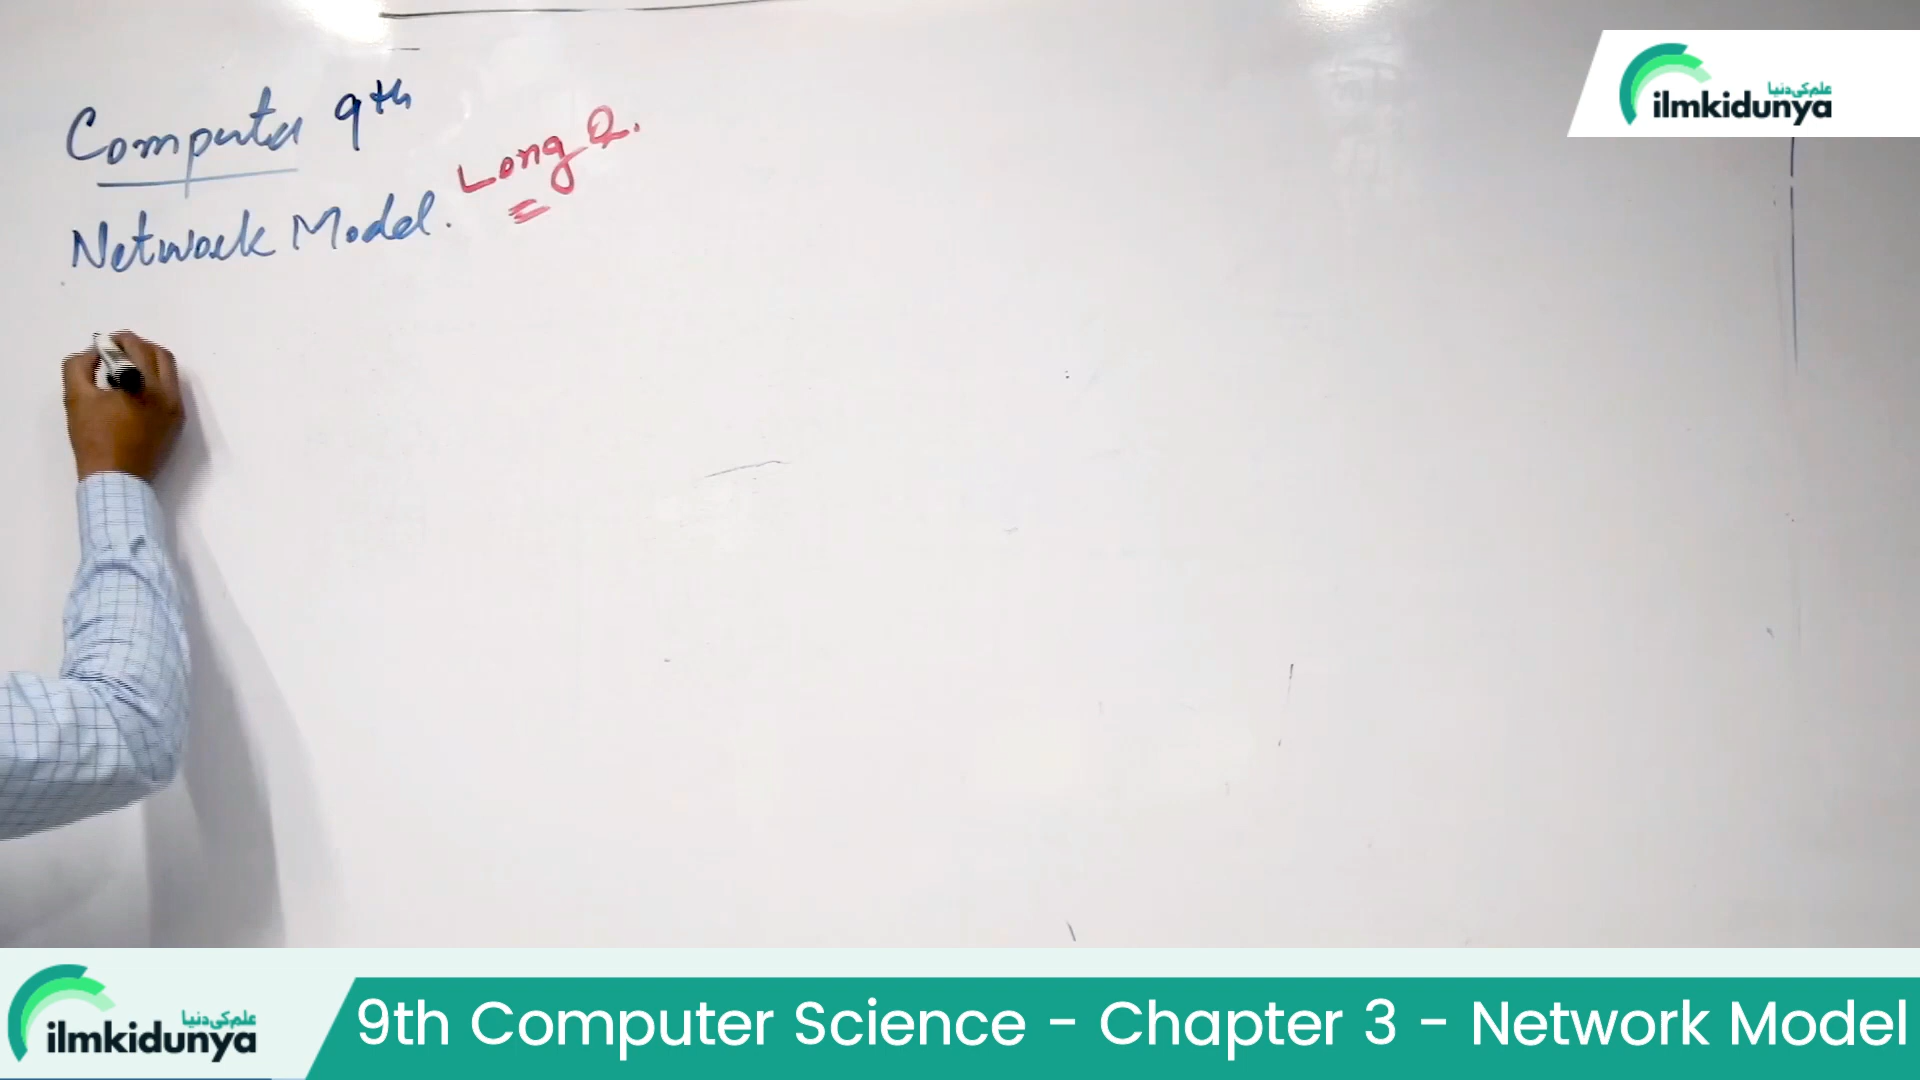 Computer 9th
Long Q.
Network Model.
علم کی دنیا
ilmkidunya
علم کی دنیا
ilmkidunya
9th Computer Science - Chapter 3 - Network Model